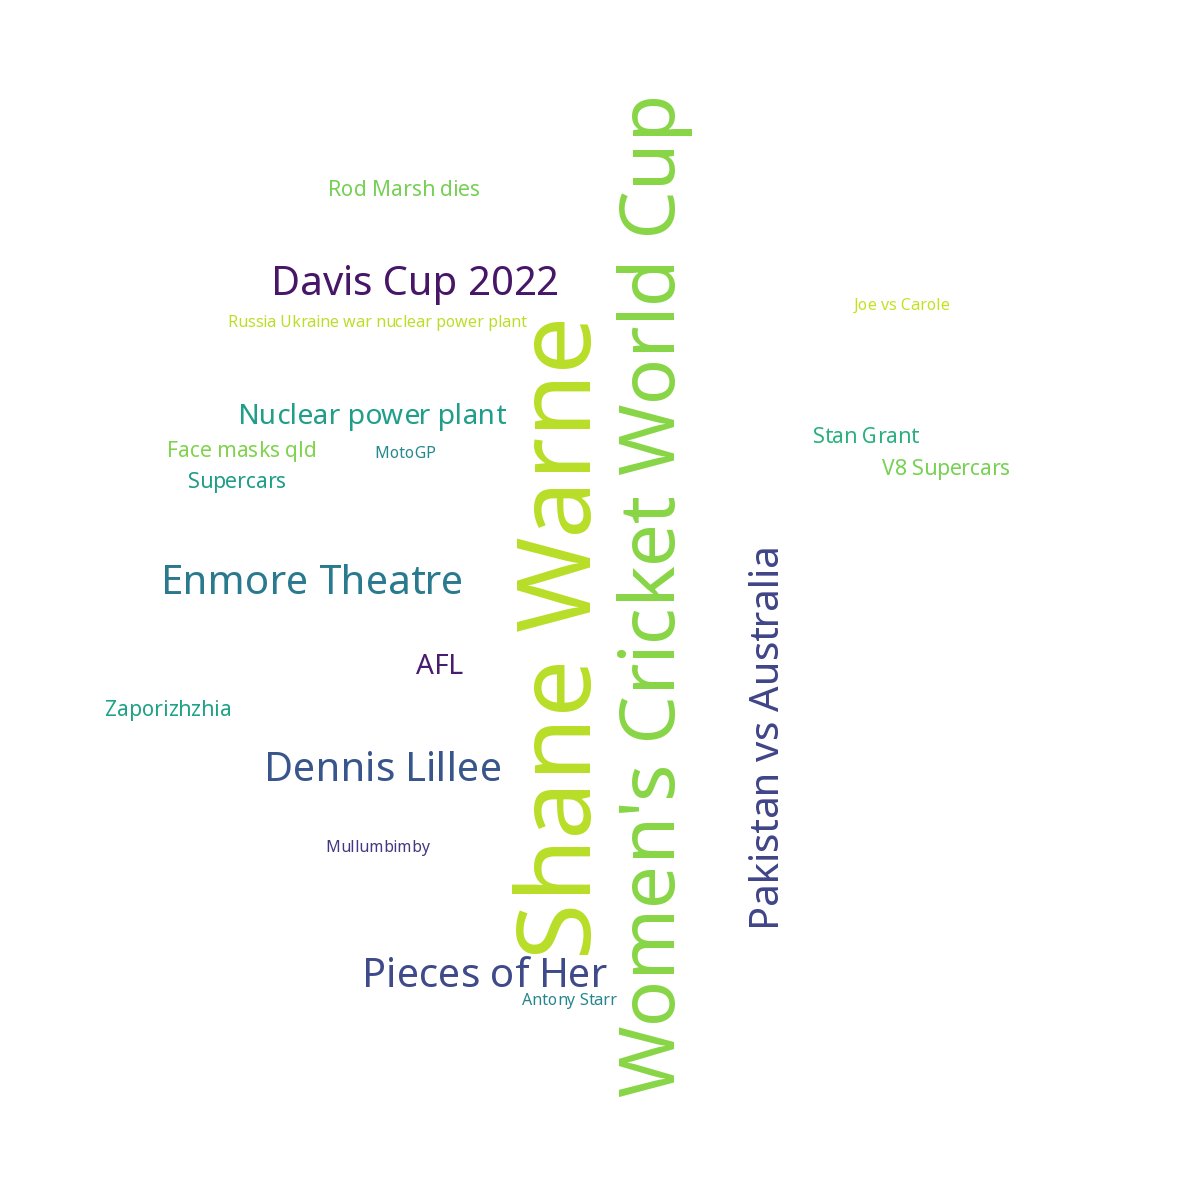 Rod Marsh dies
Davis Cup 2022
Russia Ukraine war nuclear power plant
Joe vs Carole
Nuclear power plant
Face masks qld
MotoGP
Supercars
Stan Grant
V8 Supercars
Enmore Theatre
AFL
Zaporizhzhia
Dennis Lillee
Mullumbimby
Pieces of Her
Antony Starr
Shane Warne
Women's Cricket World Cup
Pakistan vs Australia